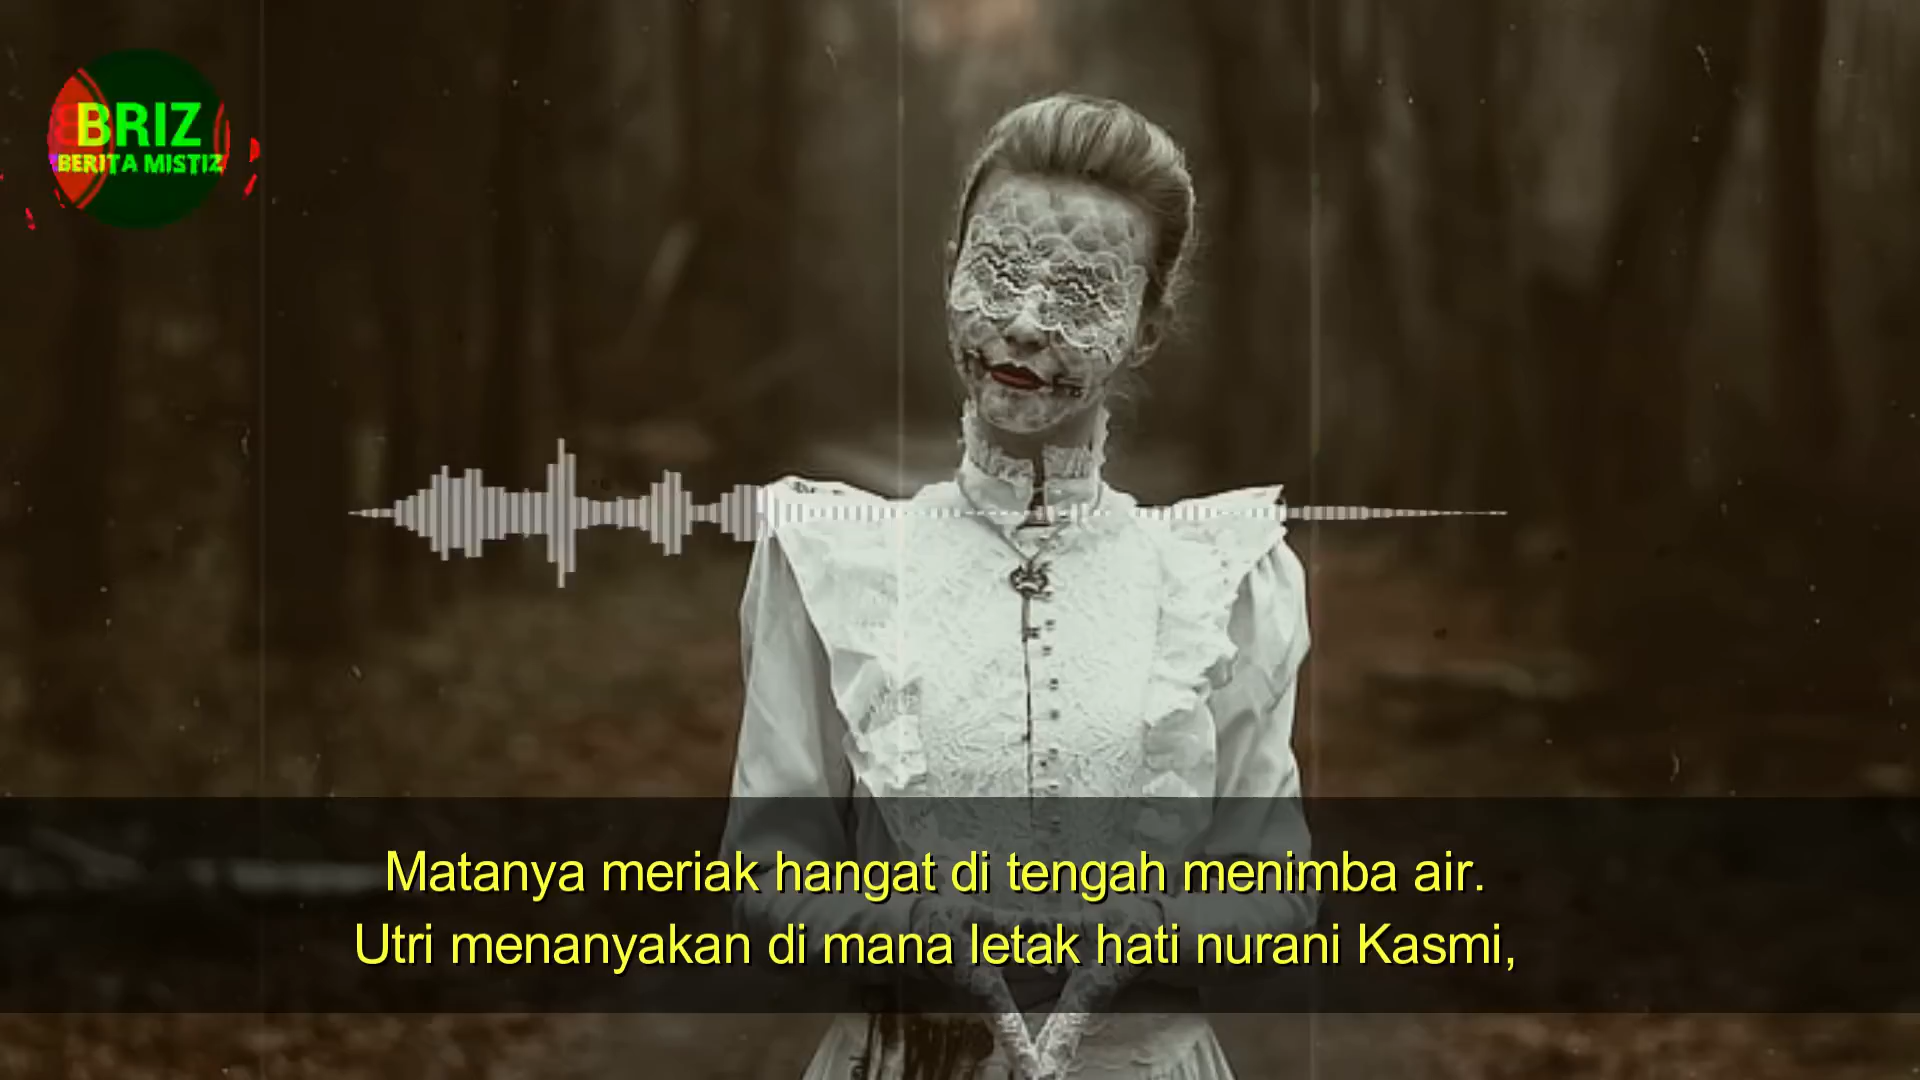 BRIZ
BERITA MISTIZ
Matanya meriak hangat di tengah menimba air.
Utri menanyakan di mana letak hati nurani Kasmi,